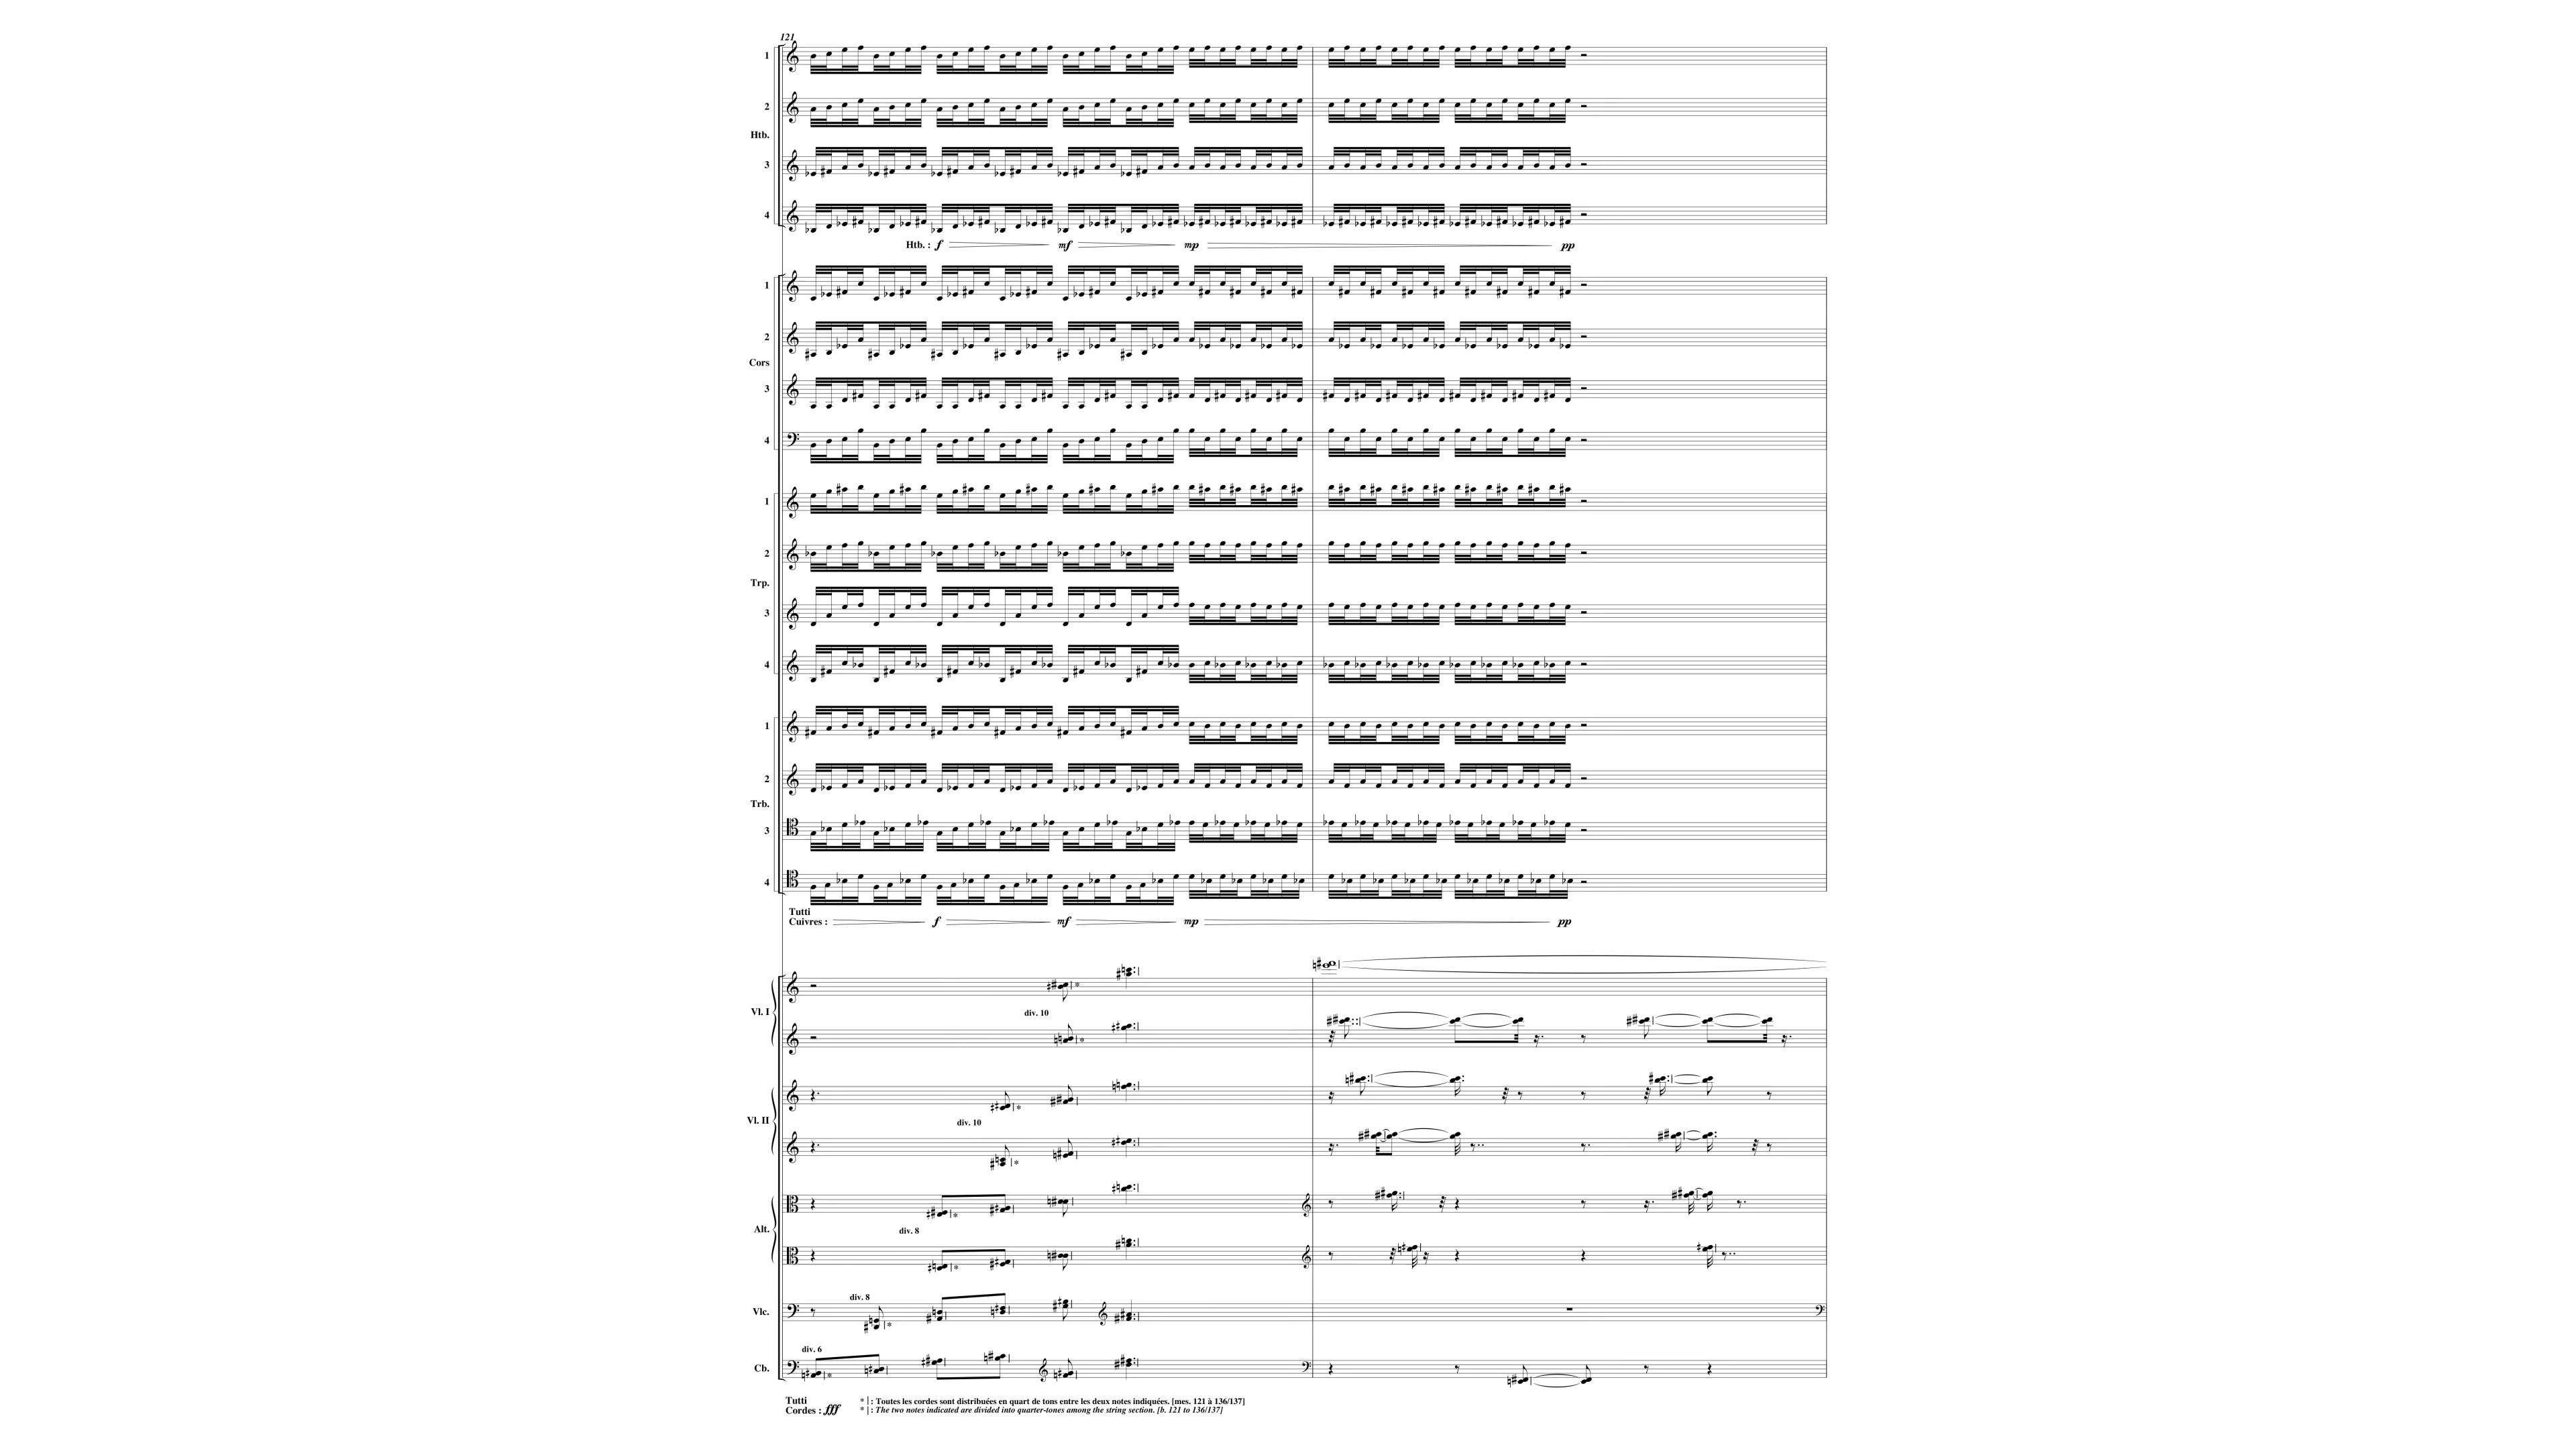 121
1
2
Htb.
3
4
Htb. : f mf mp pp
1
2
Cors
3
4
1
2
Trp.
3
4
1
2
Trb.
3
4
Tutti
Cuivres : f mf mp pp
Vl. I
div. 10
Vl. II
div. 10
Alt.
div. 8
Vlc.
div. 8
Cb.
div. 6
Tutti
Cordes : fff
* | : Toutes les cordes sont distribuées en quart de tons entre les deux notes indiquées. [mes. 121 à 136/137]
* | : The two notes indicated are divided into quarter-tones among the string section. [b. 121 to 136/137]